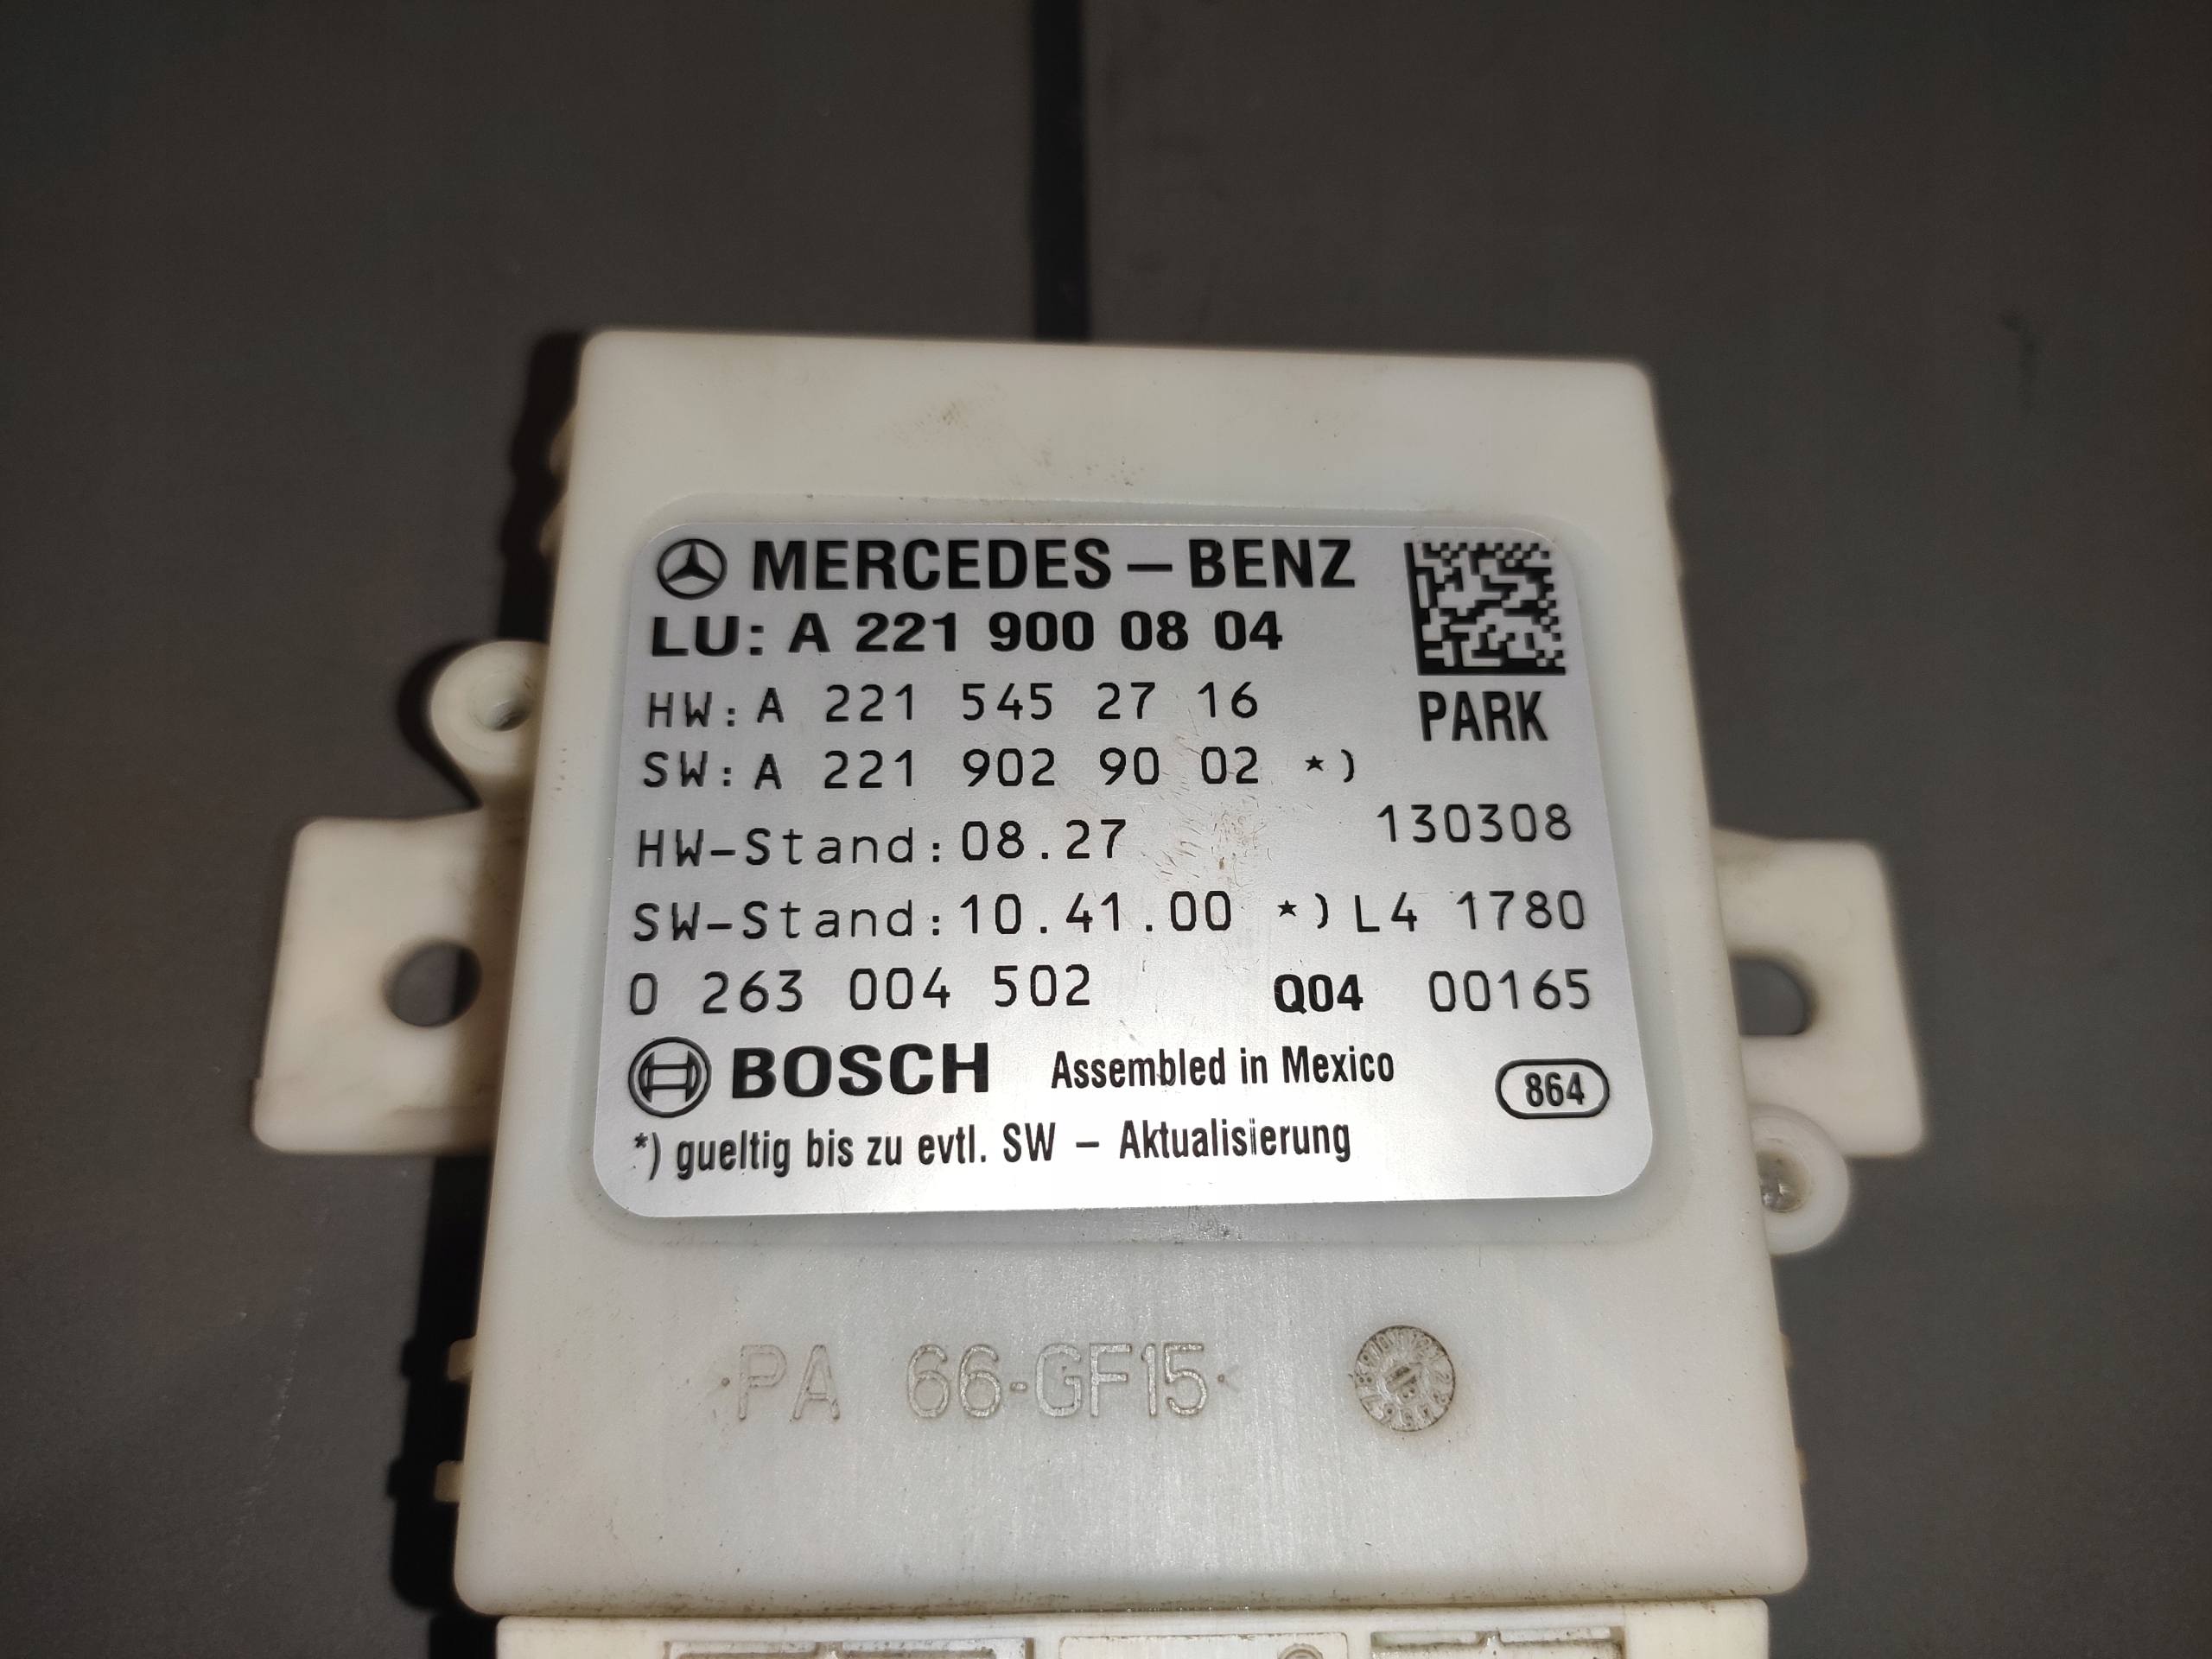 MERCEDES-BENZ
LU: A 221 900 08 04
HW: A 221 545 27 16
PARK
SW: A 221 902 90 02 *)
HW-Stand: 08.27 130308
SW-Stand: 10.41.00 *) L4 1780
0 263 004 502 Q04 00165
BOSCH Assembled in Mexico 864
*) gueltig bis zu evtl. SW - Aktualisierung
PA 66-GF15